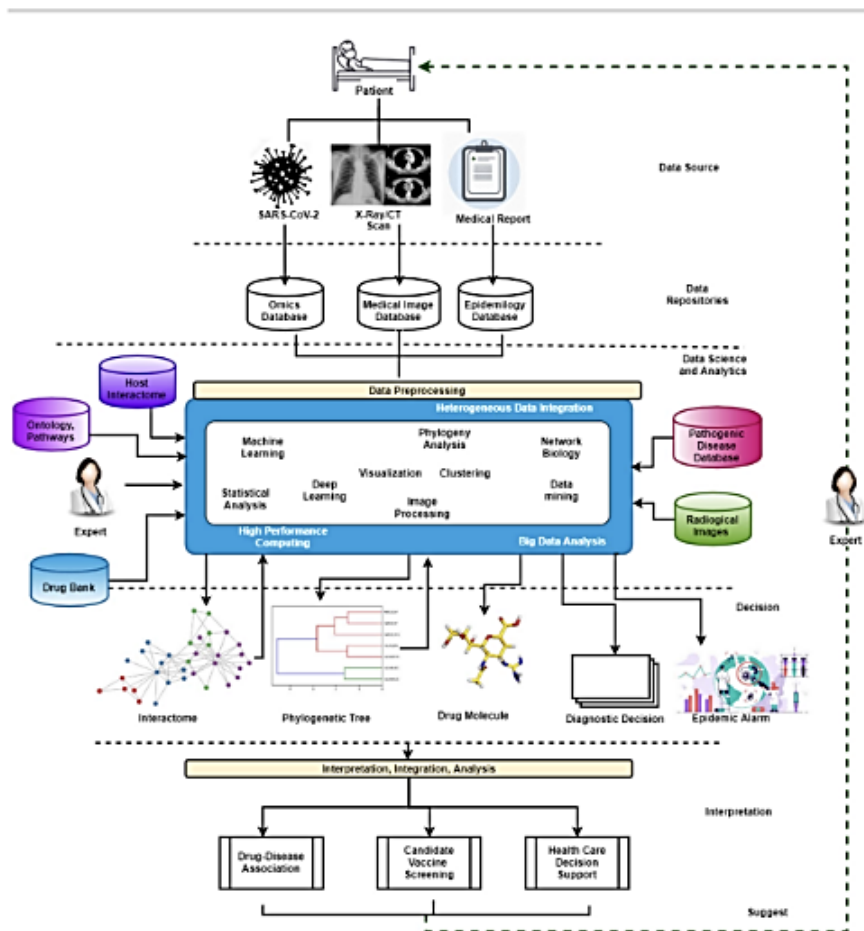 Patient
Data Source
SARS-CoV-2
X-Ray/CT
Scan
Medical Report
Data
Repositories
Omics
Database
Medical Image
Database
Epidemilogy
Database
Data Science
and Analytics
Host
Interactome
Data Preprocessing
Heterogeneous Data Integration
Ontology,
Pathways
Machine
Learning
Phylogeny
Analysis
Network
Biology
Pathogenic
Disease
Database
Visualization
Clustering
Statistical
Analysis
Deep
Learning
Image
Processing
Data
mining
Expert
High Performance
Computing
Big Data Analysis
Radiogical
Images
Expert
Drug Bank
Decision
Interactome
Phylogenetic Tree
Drug Molecule
Diagnostic Decision
Epidemic Alarm
Interpretation, Integration, Analysis
Interpretation
Drug-Disease
Association
Candidate
Vaccine
Screening
Health Care
Decision
Support
Suggest